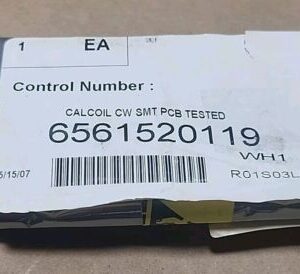 1 EA
Control Number :
CALCOIL CW SMT PCB TESTED
6561520119
WH1
5/15/07 R01S03L